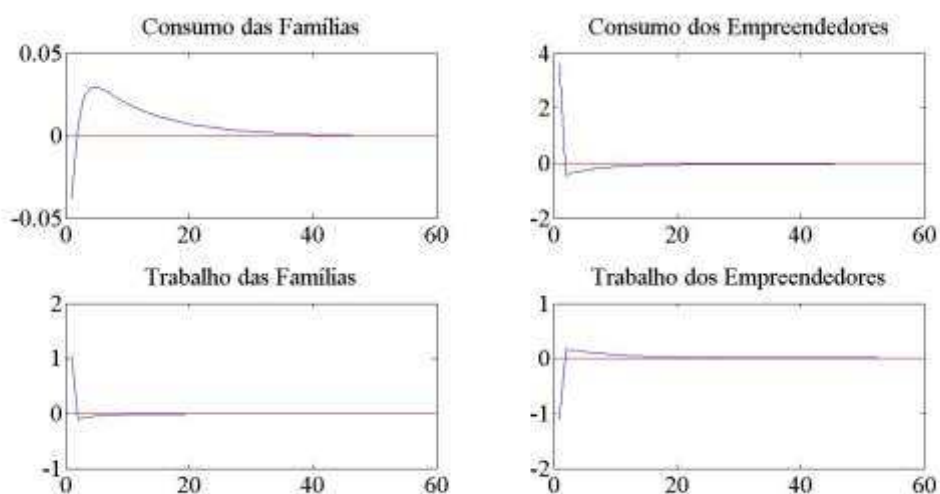 Consumo das Famílias
0.05
0
-0.05
0 20 40 60
Consumo dos Empreendedores
4
2
0
-2
0 20 40 60
Trabalho das Famílias
2
1
0
-1
0 20 40 60
Trabalho dos Empreendedores
1
0
-1
-2
0 20 40 60